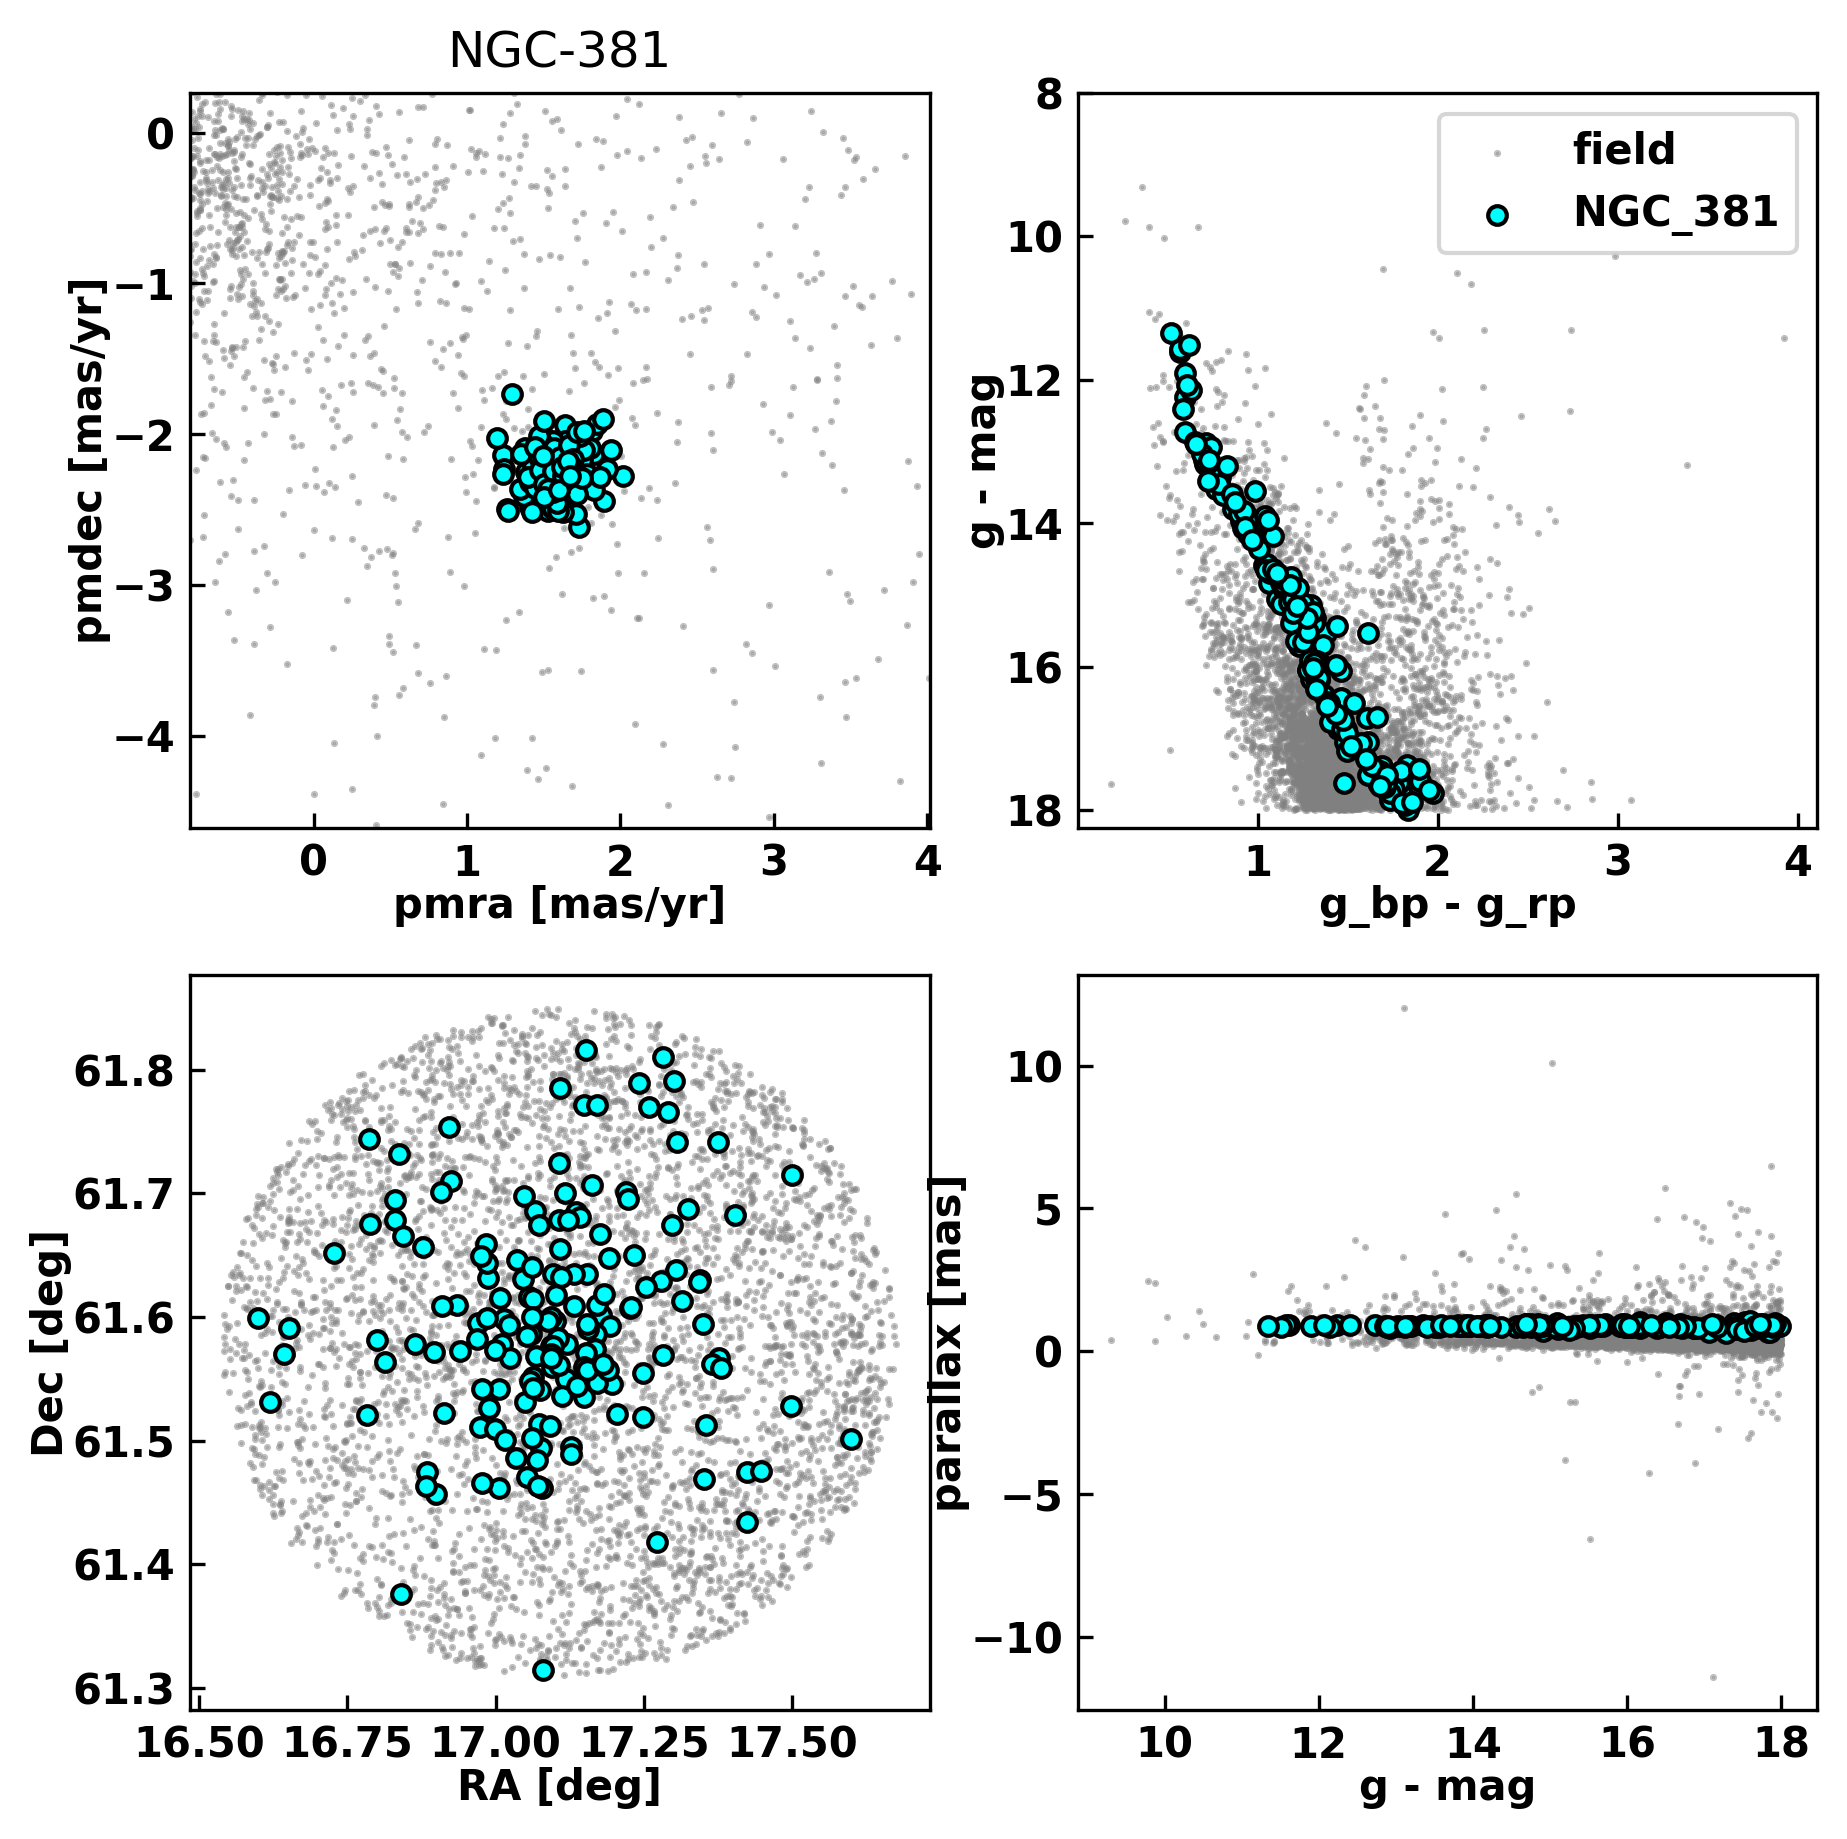 NGC-381
0
−1
−2
−3
−4
pmdec [mas/yr]
0 1 2 3 4
pmra [mas/yr]
8
10
12
14
16
18
g - mag
field
NGC_381
1 2 3 4
g_bp - g_rp
61.8
61.7
61.6
61.5
61.4
61.3
Dec [deg]
16.50 16.75 17.00 17.25 17.50
RA [deg]
10
5
0
−5
−10
parallax [mas]
10 12 14 16 18
g - mag